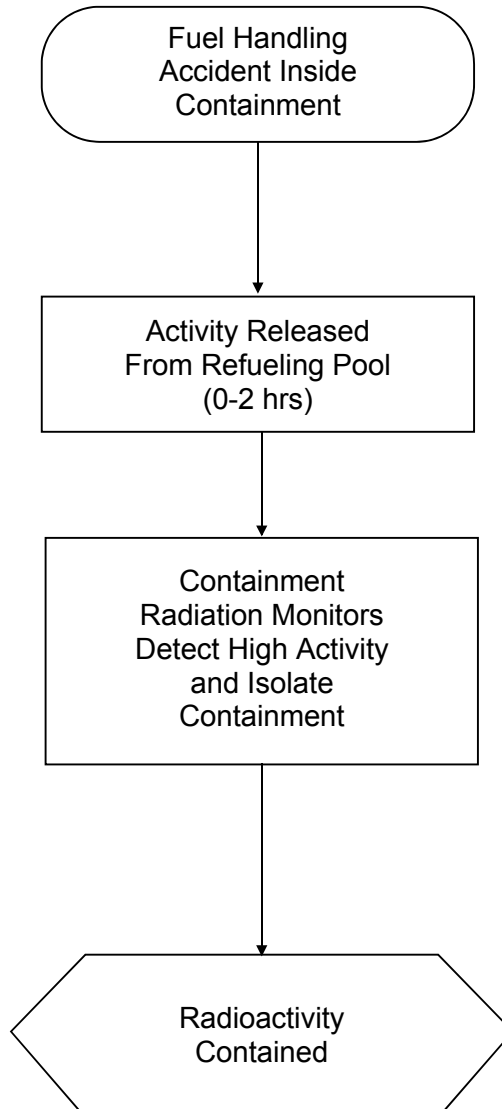 Fuel Handling
Accident Inside
Containment
Activity Released
From Refueling Pool
(0-2 hrs)
Containment
Radiation Monitors
Detect High Activity
and Isolate
Containment
Radioactivity
Contained